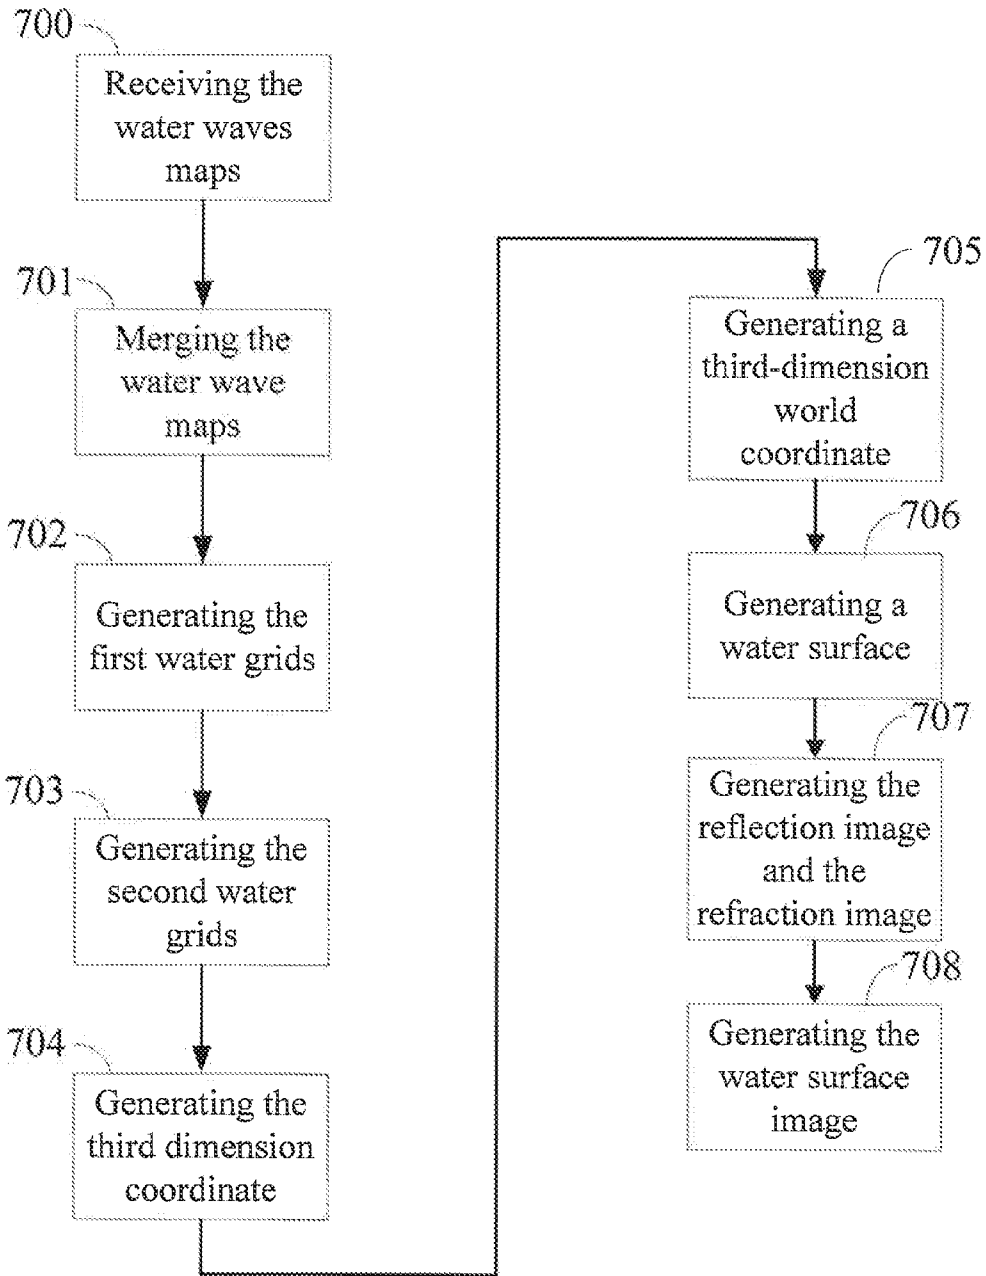 700
Receiving the
water waves
maps
701
Merging the
water wave
maps
702
Generating the
first water grids
703
Generating the
second water
grids
704
Generating the
third dimension
coordinate
705
Generating a
third-dimension
world
coordinate
706
Generating a
water surface
707
Generating the
reflection image
and the
refraction image
708
Generating the
water surface
image